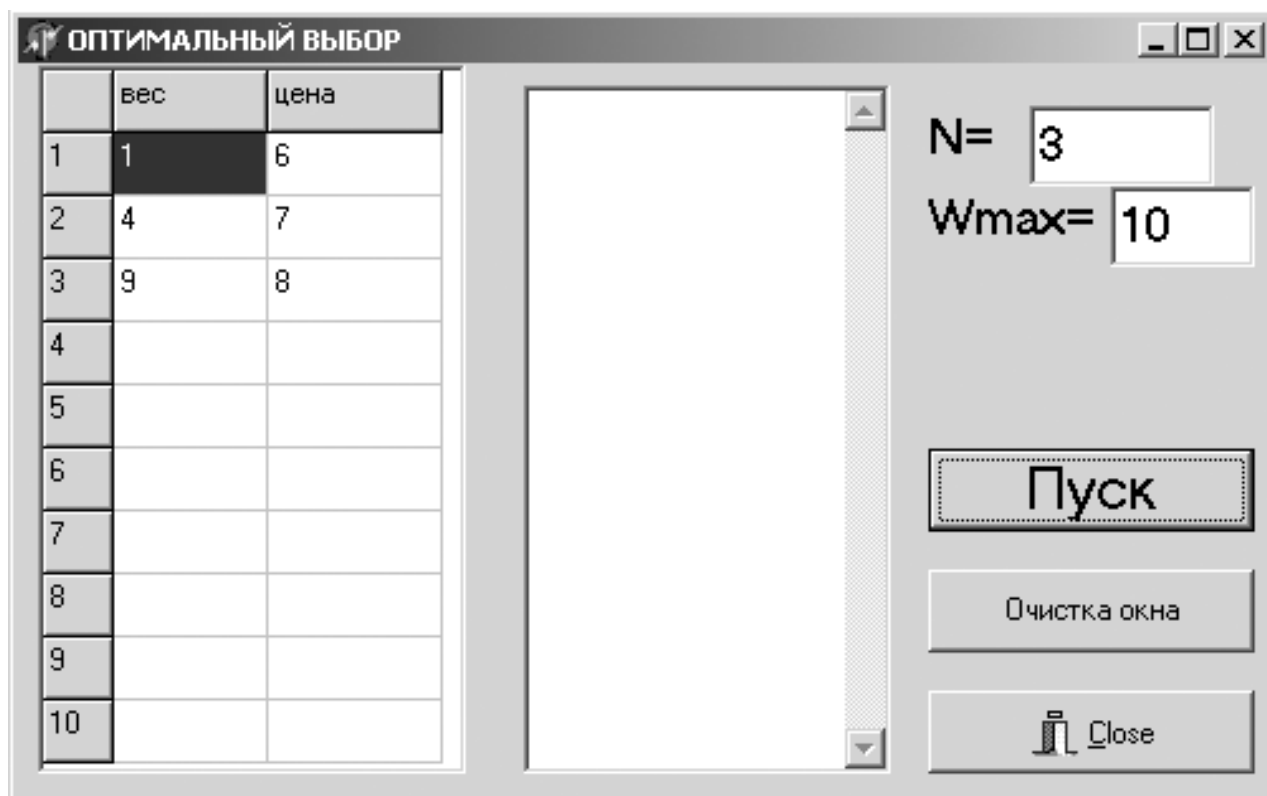 ОПТИМАЛЬНЫЙ ВЫБОР
вес цена
1 1 6
2 4 7
3 9 8
4
5
6
7
8
9
10
N= 3
Wmax= 10
Пуск
Очистка окна
Close